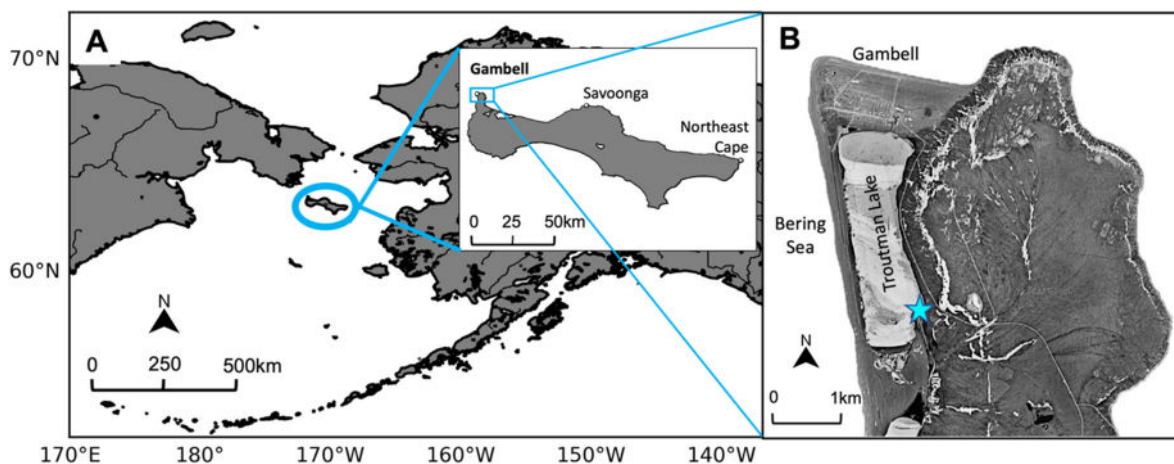 A
70°N
60°N
N
0 250 500km
170°E 180° 170°W 160°W 150°W 140°W
Gambell
Savoonga
Northeast
Cape
0 25 50km
B
Gambell
Bering
Sea
Troutman Lake
N
0 1km